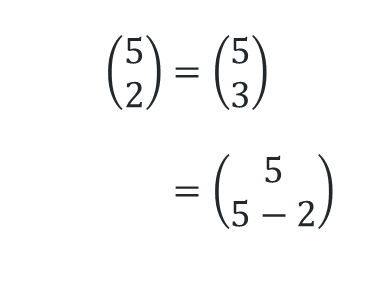 (5 2) = (5 3)
= (5 5 − 2)